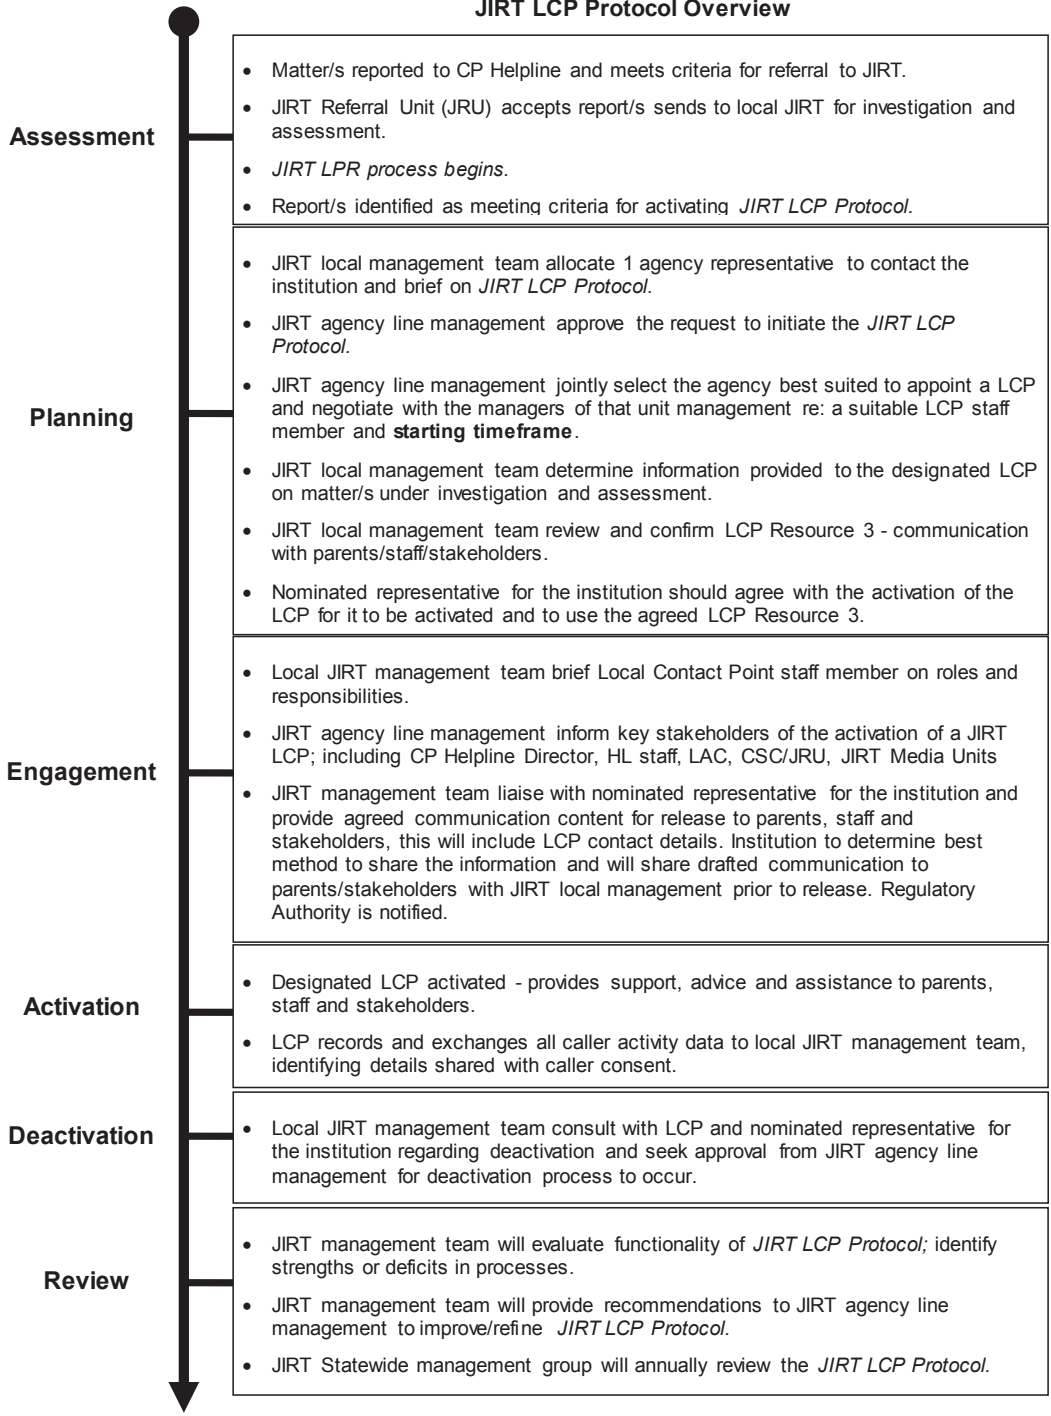 JIRT LCP Protocol Overview
Assessment
• Matter/s reported to CP Helpline and meets criteria for referral to JIRT.
• JIRT Referral Unit (JRU) accepts report/s sends to local JIRT for investigation and
assessment.
• JIRT LPR process begins.
• Report/s identified as meeting criteria for activating JIRT LCP Protocol.
Planning
• JIRT local management team allocate 1 agency representative to contact the
institution and brief on JIRT LCP Protocol.
• JIRT agency line management approve the request to initiate the JIRT LCP
Protocol.
• JIRT agency line management jointly select the agency best suited to appoint a LCP
and negotiate with the managers of that unit management re: a suitable LCP staff
member and starting timeframe.
• JIRT local management team determine information provided to the designated LCP
on matter/s under investigation and assessment.
• JIRT local management team review and confirm LCP Resource 3 - communication
with parents/staff/stakeholders.
• Nominated representative for the institution should agree with the activation of the
LCP for it to be activated and to use the agreed LCP Resource 3.
Engagement
• Local JIRT management team brief Local Contact Point staff member on roles and
responsibilities.
• JIRT agency line management inform key stakeholders of the activation of a JIRT
LCP; including CP Helpline Director, HL staff, LAC, CSC/JRU, JIRT Media Units
• JIRT management team liaise with nominated representative for the institution and
provide agreed communication content for release to parents, staff and
stakeholders, this will include LCP contact details. Institution to determine best
method to share the information and will share drafted communication to
parents/stakeholders with JIRT local management prior to release. Regulatory
Authority is notified.
Activation
• Designated LCP activated - provides support, advice and assistance to parents,
staff and stakeholders.
• LCP records and exchanges all caller activity data to local JIRT management team,
identifying details shared with caller consent.
Deactivation
• Local JIRT management team consult with LCP and nominated representative for
the institution regarding deactivation and seek approval from JIRT agency line
management for deactivation process to occur.
Review
• JIRT management team will evaluate functionality of JIRT LCP Protocol; identify
strengths or deficits in processes.
• JIRT management team will provide recommendations to JIRT agency line
management to improve/refine JIRT LCP Protocol.
• JIRT Statewide management group will annually review the JIRT LCP Protocol.